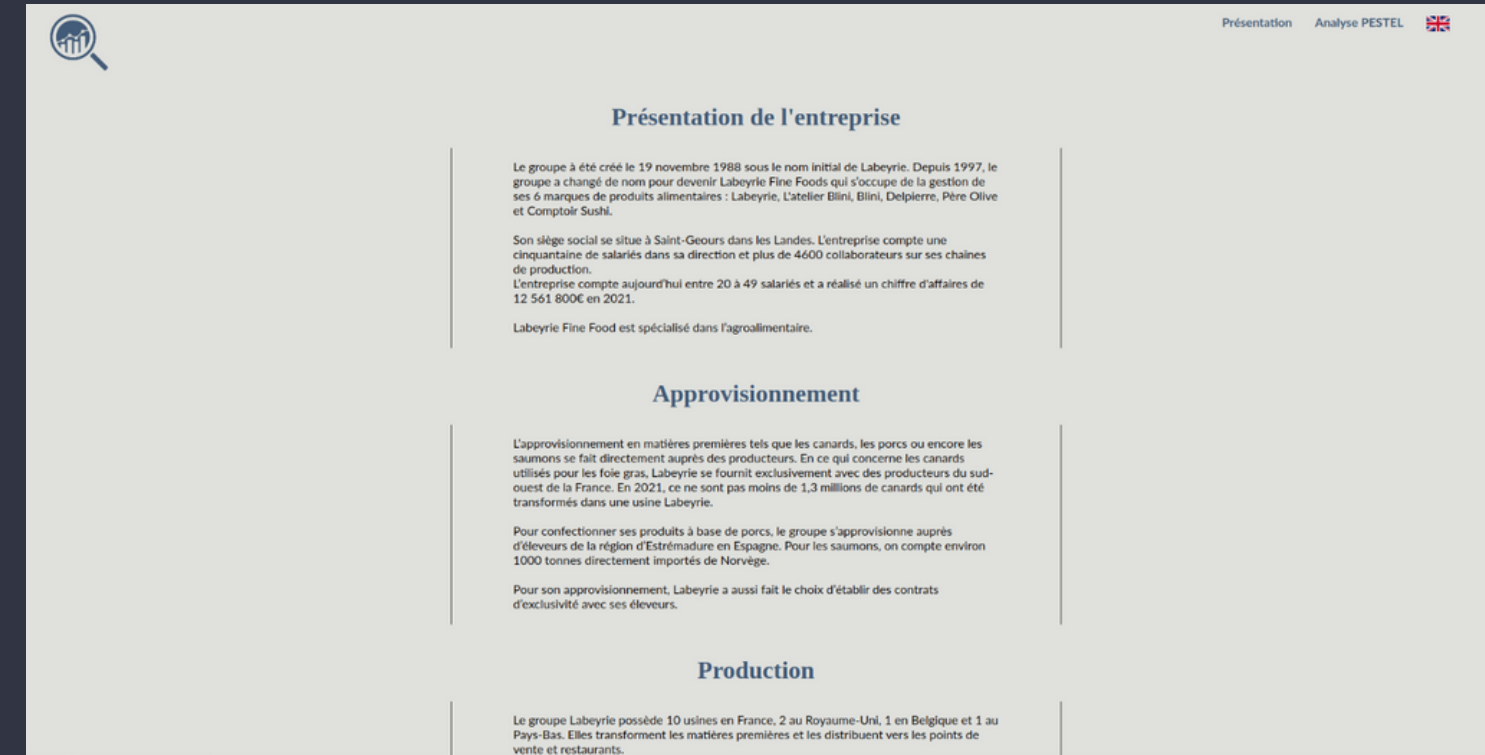 Présentation Analyse PESTEL
Présentation de l'entreprise
Le groupe à été créé le 19 novembre 1988 sous le nom initial de Labeyrie. Depuis 1997, le
groupe a changé de nom pour devenir Labeyrie Fine Foods qui s'occupe de la gestion de
ses 6 marques de produits alimentaires : Labeyrie, L'atelier Blini, Blini, Delpierre, Père Olive
et Comptoir Sushi.
Son siège social se situe à Saint-Geours dans les Landes. L'entreprise compte une
cinquantaine de salariés dans sa direction et plus de 4600 collaborateurs sur ses chaînes
de production.
L'entreprise compte aujourd'hui entre 20 à 49 salariés et a réalisé un chiffre d'affaires de
12 561 800€ en 2021.
Labeyrie Fine Food est spécialisé dans l'agroalimentaire.
Approvisionnement
L'approvisionnement en matières premières tels que les canards, les porcs ou encore les
saumons se fait directement auprès des producteurs. En ce qui concerne les canards
utilisés pour les foie gras, Labeyrie se fournit exclusivement avec des producteurs du sud-
ouest de la France. En 2021, ce ne sont pas moins de 1,3 millions de canards qui ont été
transformés dans une usine Labeyrie.
Pour confectionner ses produits à base de porcs, le groupe s'approvisionne auprès
d'éleveurs de la région d'Estrémadure en Espagne. Pour les saumons, on compte environ
1000 tonnes directement importés de Norvège.
Pour son approvisionnement, Labeyrie a aussi fait le choix d'établir des contrats
d'exclusivité avec ses éleveurs.
Production
Le groupe Labeyrie possède 10 usines en France, 2 au Royaume-Uni, 1 en Belgique et 1 au
Pays-Bas. Elles transforment les matières premières et les distribuent vers les points de
vente et restaurants.